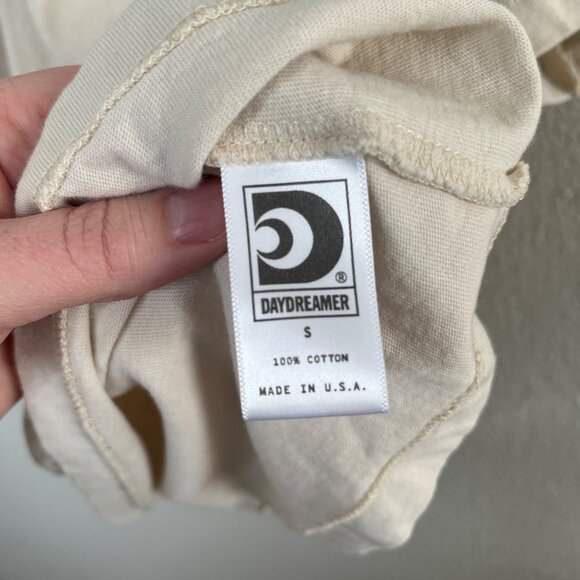 ®
DAYDREAMER
S
100% COTTON
MADE IN U.S.A.